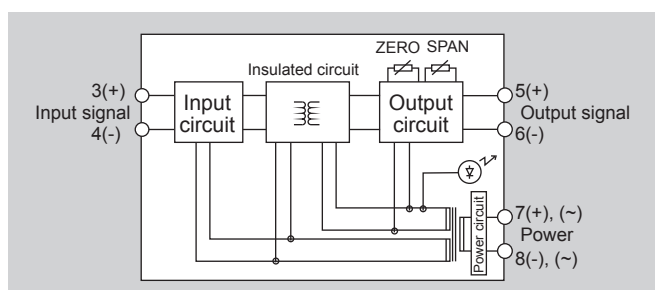 ZERO SPAN
Insulated circuit
3(+)
Input signal
4(-)
Input
circuit
Output
circuit
5(+)
Output signal
6(-)
Power circuit
7(+), (~)
Power
8(-), (~)